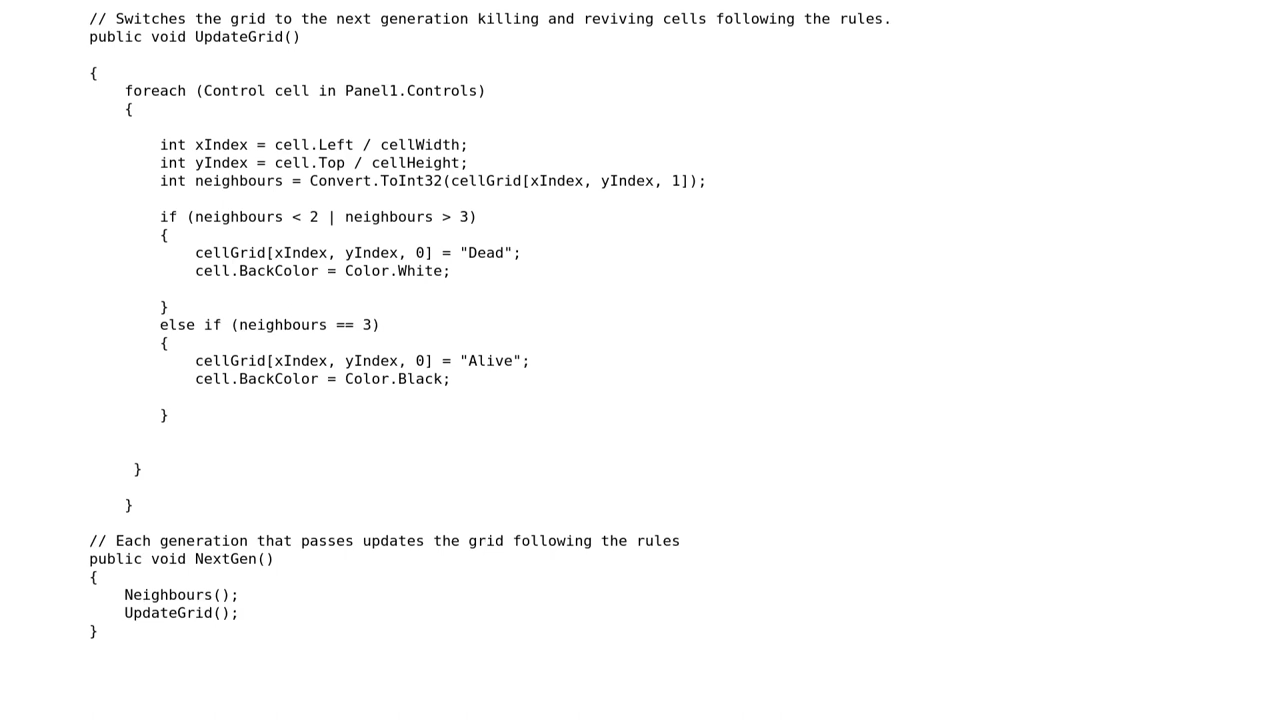 // Switches the grid to the next generation killing and reviving cells following the rules.
public void UpdateGrid()
{
foreach (Control cell in Panel1.Controls)
{
int xIndex = cell.Left / cellWidth;
int yIndex = cell.Top / cellHeight;
int neighbours = Convert.ToInt32(cellGrid[xIndex, yIndex, 1]);
if (neighbours < 2 | neighbours > 3)
{
cellGrid[xIndex, yIndex, 0] = "Dead";
cell.BackColor = Color.White;
}
else if (neighbours == 3)
{
cellGrid[xIndex, yIndex, 0] = "Alive";
cell.BackColor = Color.Black;
}
}
}
// Each generation that passes updates the grid following the rules
public void NextGen()
{
Neighbours();
UpdateGrid();
}